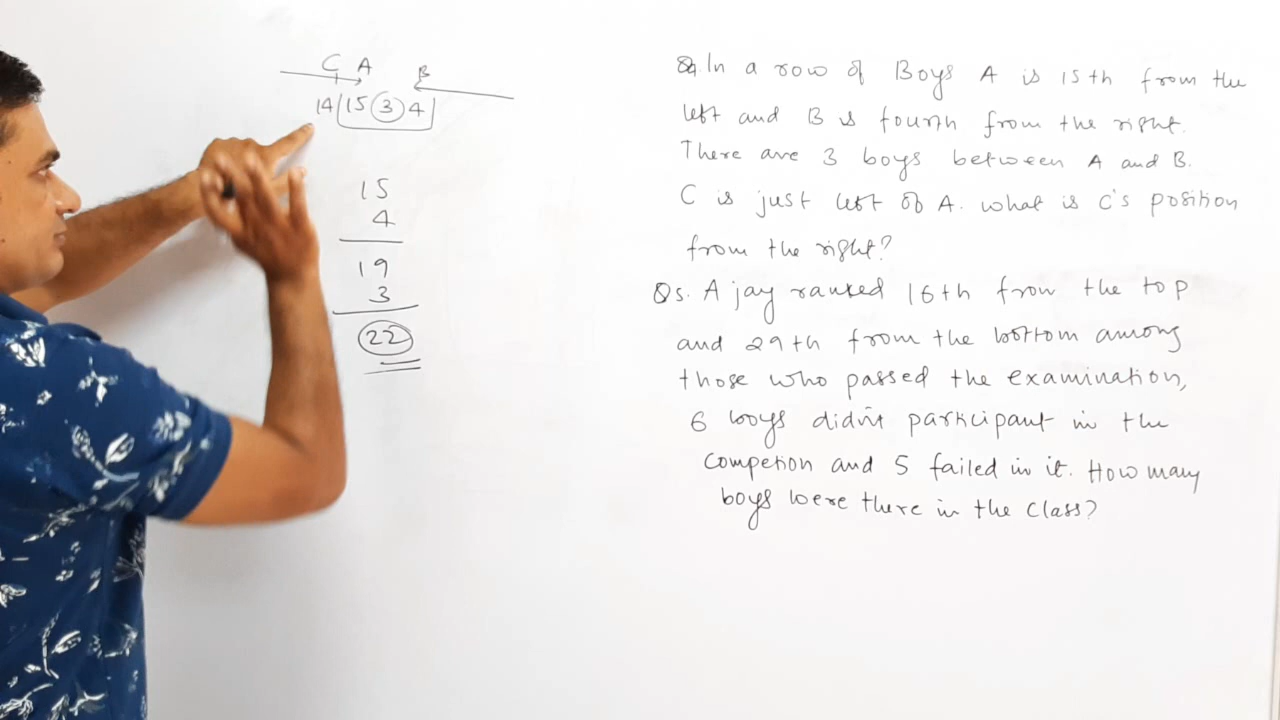 C A B
14 15 3 4
15
4
19
3
22
Q4. In a row of Boys A is 15th from the
left and B is fourth from the right.
There are 3 boys between A and B.
C is just left of A. what is C's position
from the right?
Q5. Ajay ranked 16th from the top
and 29th from the bottom among
those who passed the examination,
6 boys didn't participant in the
competion and 5 failed in it. How many
boys were there in the class?